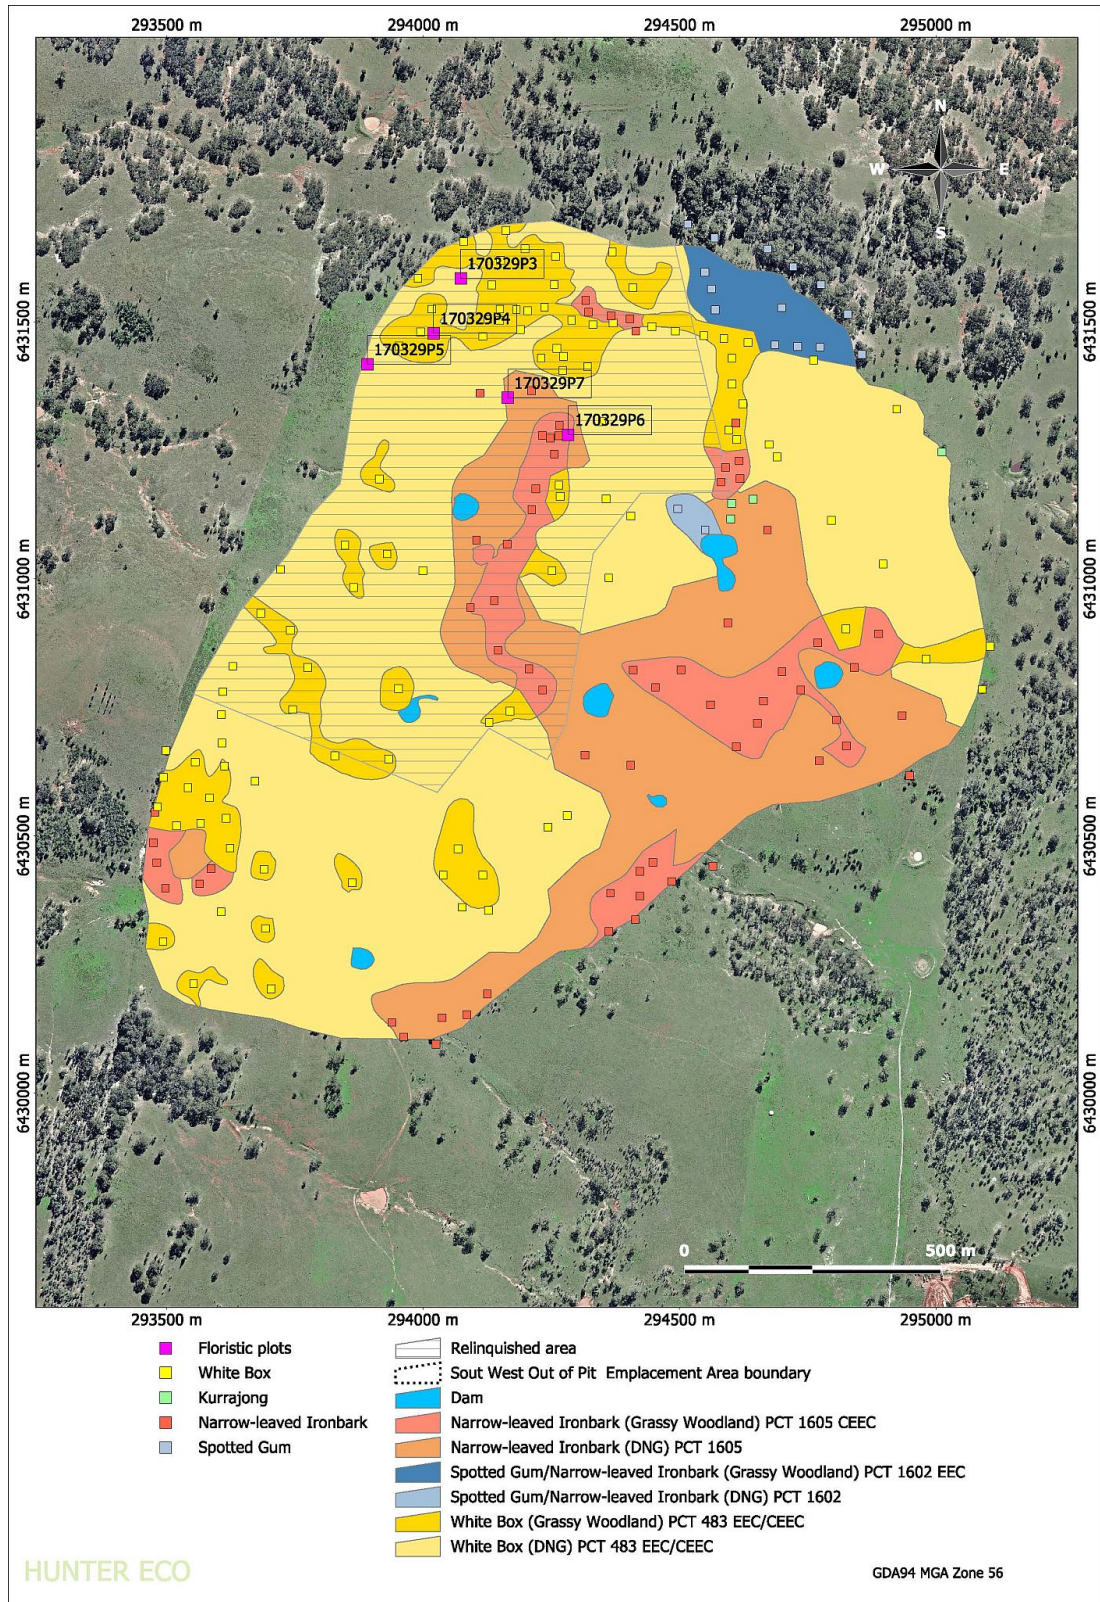 293500 m 294000 m 294500 m 295000 m
N
W E
S
170329P3
6431500 m 6431500 m
170329P4
170329P5
170329P7
170329P6
6431000 m 6431000 m
6430500 m 6430500 m
6430000 m 6430000 m
0 500 m
293500 m 294000 m 294500 m 295000 m
Floristic plots
White Box
Kurrajong
Narrow-leaved Ironbark
Spotted Gum
Relinquished area
Sout West Out of Pit Emplacement Area boundary
Dam
Narrow-leaved Ironbark (Grassy Woodland) PCT 1605 CEEC
Narrow-leaved Ironbark (DNG) PCT 1605
Spotted Gum/Narrow-leaved Ironbark (Grassy Woodland) PCT 1602 EEC
Spotted Gum/Narrow-leaved Ironbark (DNG) PCT 1602
White Box (Grassy Woodland) PCT 483 EEC/CEEC
White Box (DNG) PCT 483 EEC/CEEC
HUNTER ECO
GDA94 MGA Zone 56